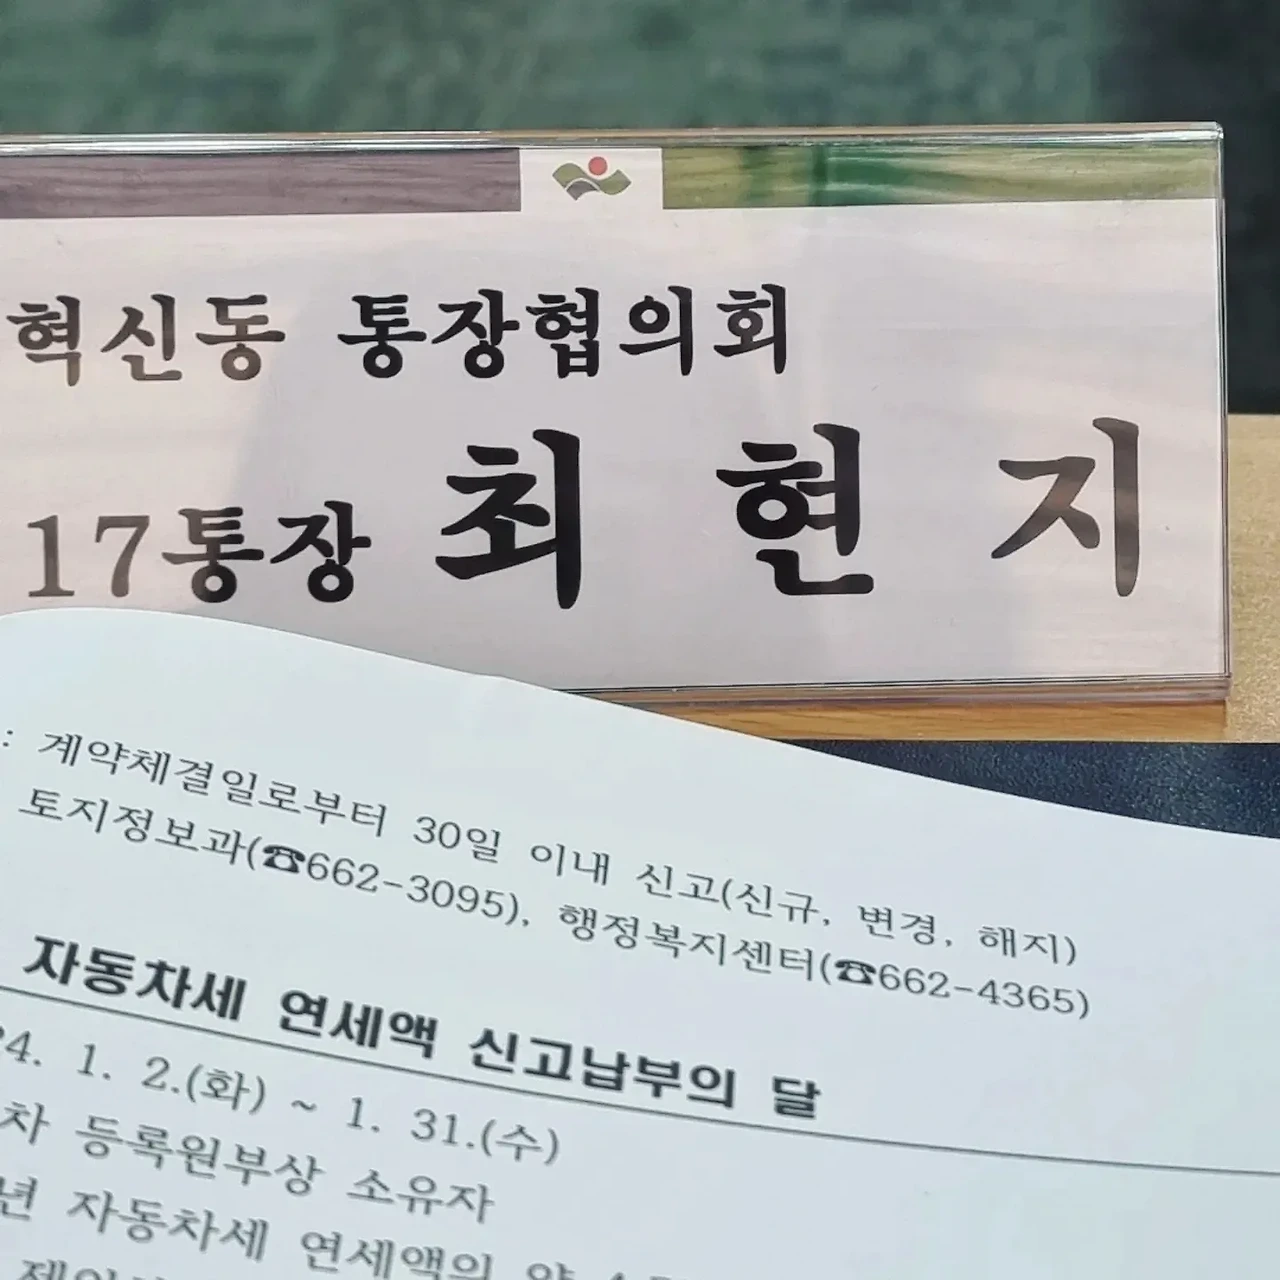 혁신동 통장협의회
17통장 최 현 지
: 계약체결일로부터 30일 이내 신고(신규, 변경, 해지)
토지정보과(☎662-3095), 행정복지센터(☎662-4365)
자동차세 연세액 신고납부의 달
24. 1. 2.(화) ~ 1. 31.(수)
차 등록원부상 소유자
년 자동차세 연세액의 약